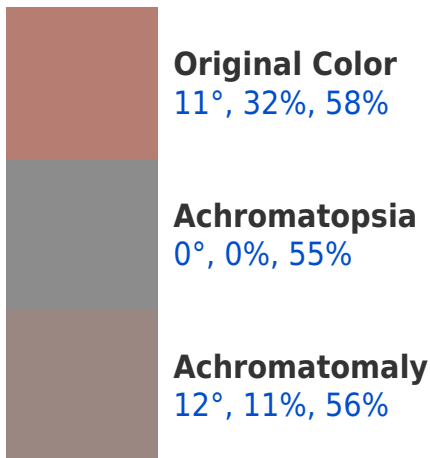 Original Color
11°, 32%, 58%
Achromatopsia
0°, 0%, 55%
Achromatomaly
12°, 11%, 56%